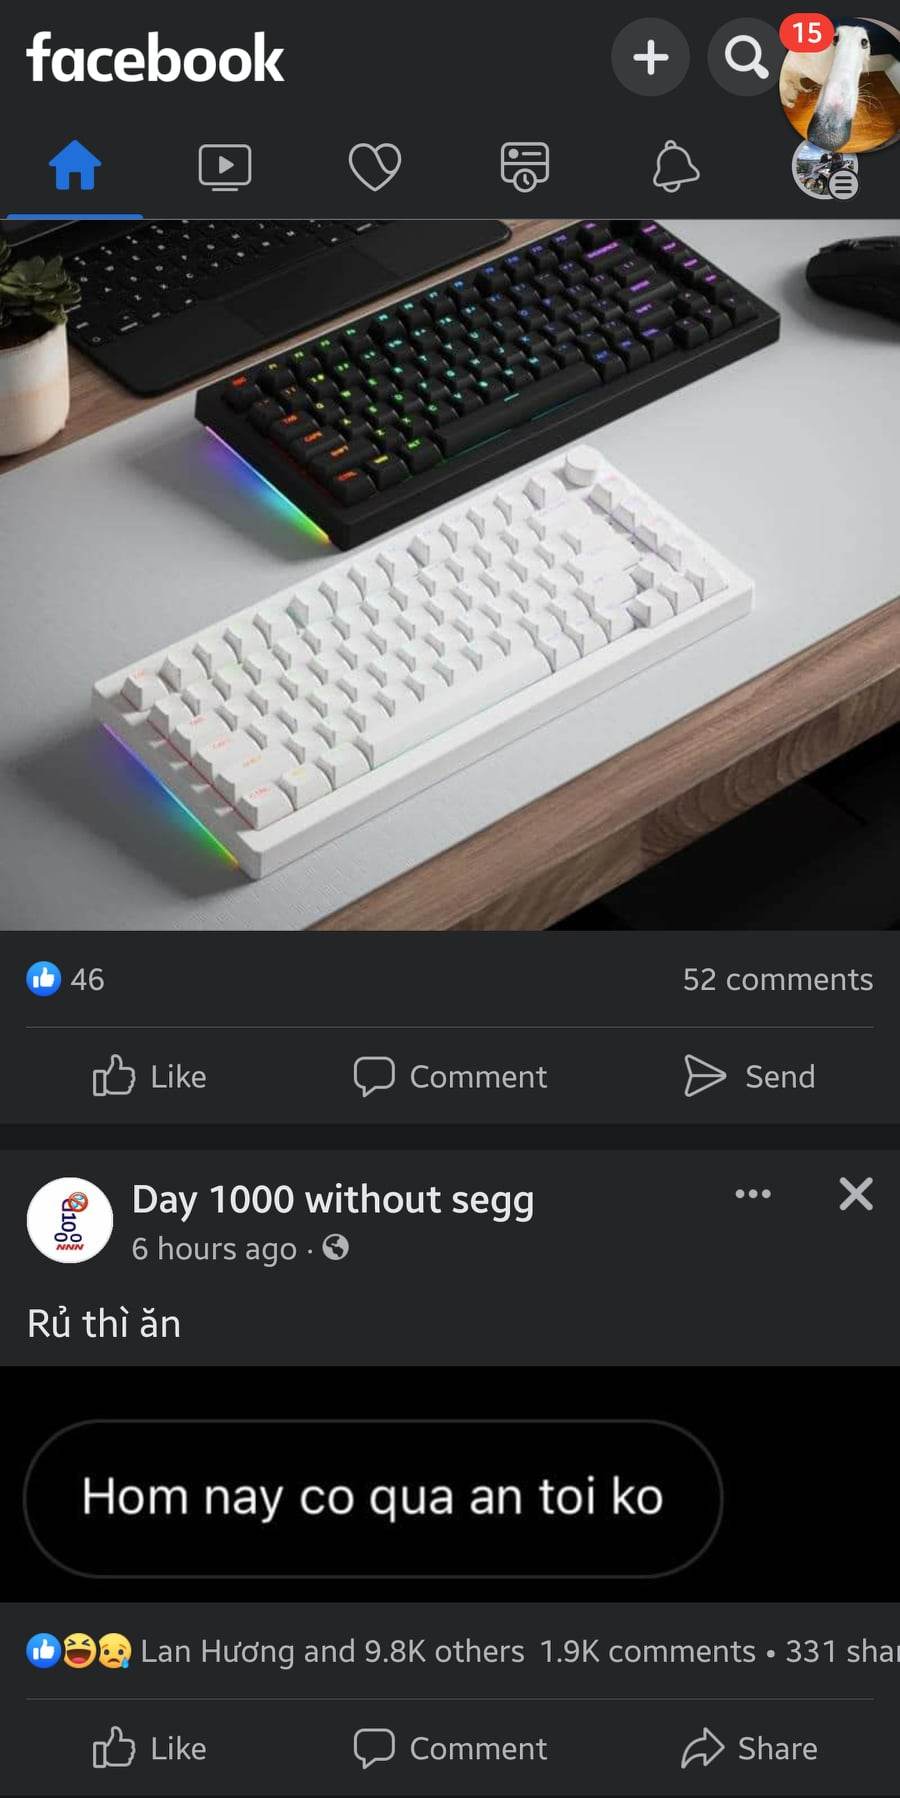 facebook
15
46
52 comments
Like
Comment
Send
Day 1000 without segg
6 hours ago ·
Rủ thì ăn
Hom nay co qua an toi ko
Lan Hương and 9.8K others 1.9K comments • 331 shar
Like
Comment
Share